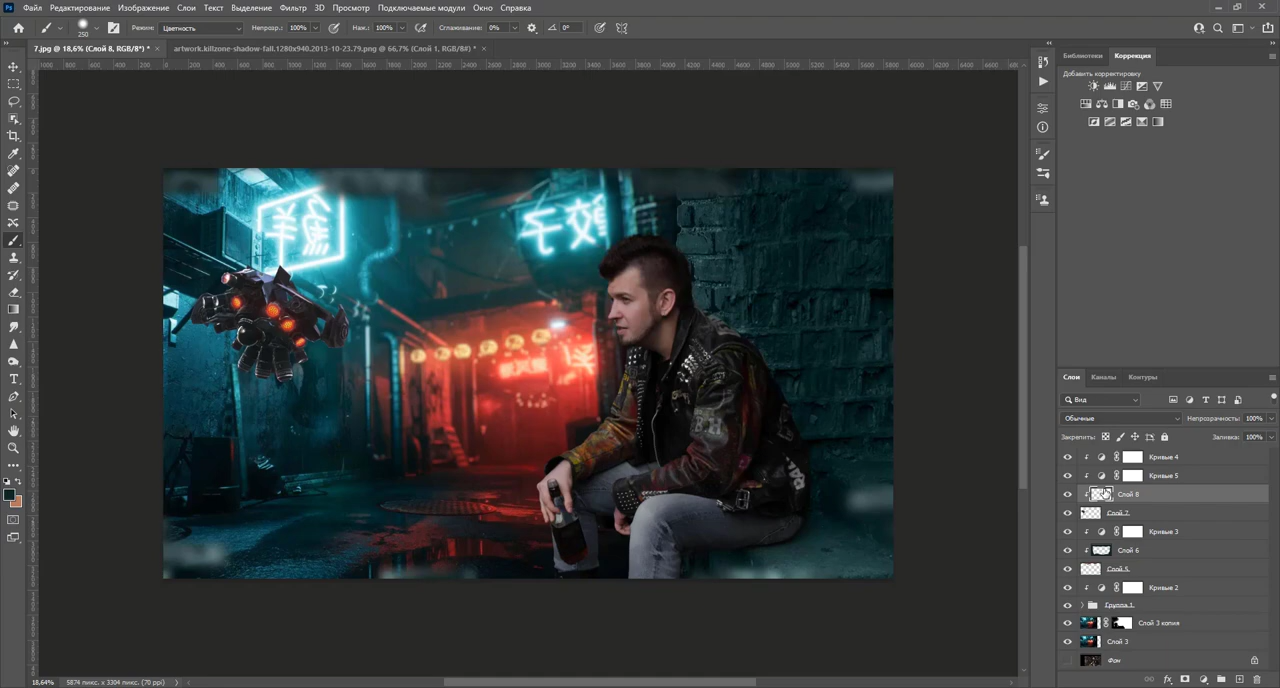 Файл Редактирование Изображение Слои Текст Выделение Фильтр 3D Просмотр Подключаемые модули Окно Справка
250 Режим: Цветность Непрозр.: 100% Наж.: 100% Сглаживание: 0% 0°
7.jpg @ 18,6% (Слой 8, RGB/8*) * × artwork.killzone-shadow-fall.1280x940.2013-10-23.79.png @ 66,7% (Слой 1, RGB/8#) * ×
Библиотеки Коррекция
Добавить корректировку
Слои Каналы Контуры
Вид
Обычные Непрозрачность: 100%
Закрепить: Заливка: 100%
Кривые 4
Кривые 5
Слой 8
Слой 7
Кривые 3
Слой 6
Слой 5
Кривые 2
Группа 1
Слой 3 копия
Слой 3
Фон
18,64% 5874 пикс. x 3304 пикс. (70 ppi)